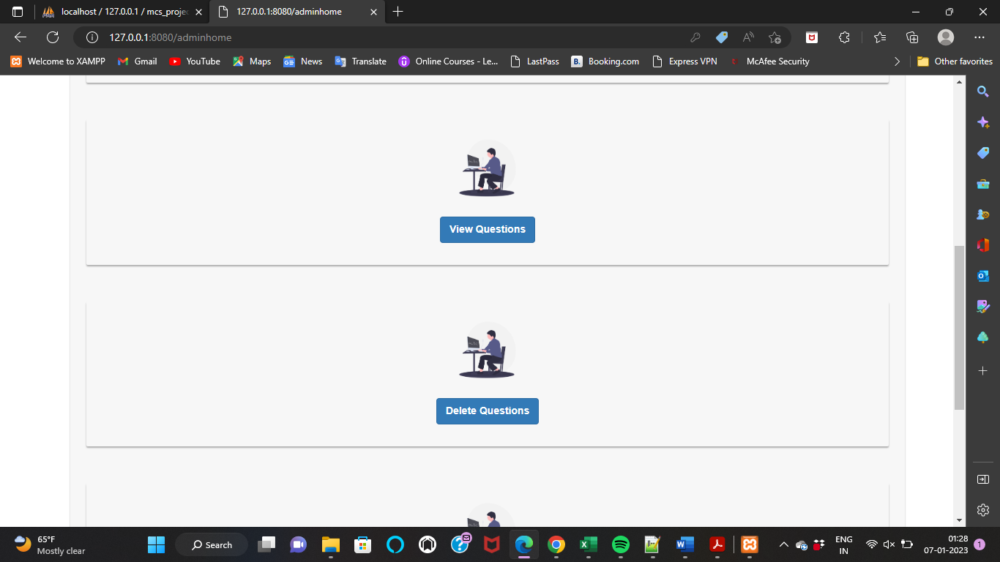 localhost / 127.0.0.1 / mcs_projec
127.0.0.1:8080/adminhome
127.0.0.1:8080/adminhome
Welcome to XAMPP
Gmail
YouTube
Maps
News
Translate
Online Courses - Le...
LastPass
Booking.com
Express VPN
McAfee Security
Other favorites
View Questions
Delete Questions
65°F
Mostly clear
Search
ENG
IN
01:28
07-01-2023
1